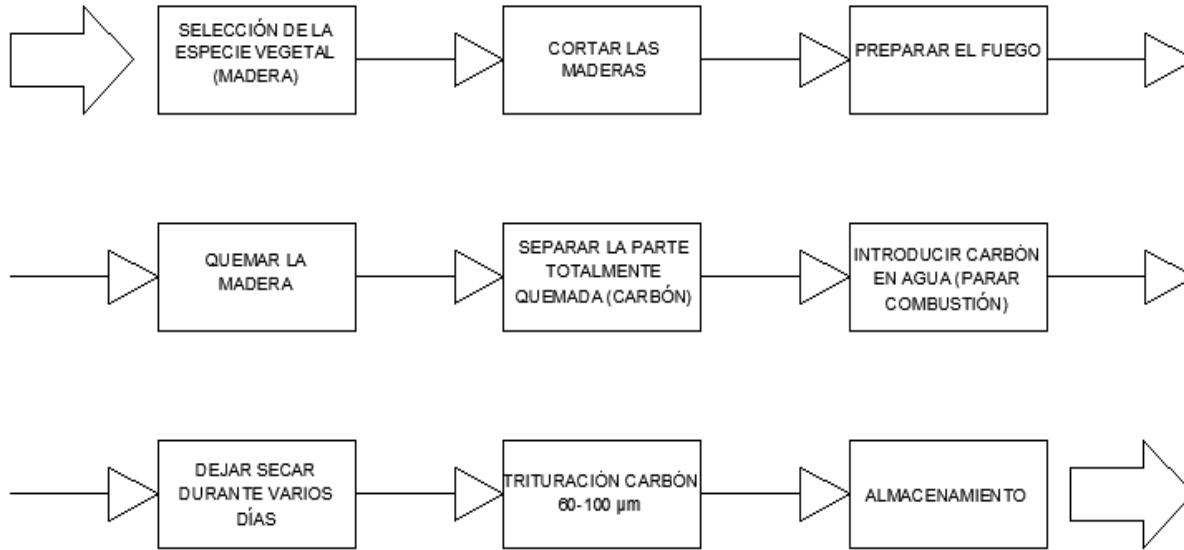 SELECCIÓN DE LA
ESPECIE VEGETAL
(MADERA)
CORTAR LAS
MADERAS
PREPARAR EL FUEGO
QUEMAR LA
MADERA
SEPARAR LA PARTE
TOTALMENTE
QUEMADA (CARBÓN)
INTRODUCIR CARBÓN
EN AGUA (PARAR
COMBUSTIÓN)
DEJAR SECAR
DURANTE VARIOS
DÍAS
TRITURACIÓN CARBÓN
60-100 µm
ALMACENAMIENTO